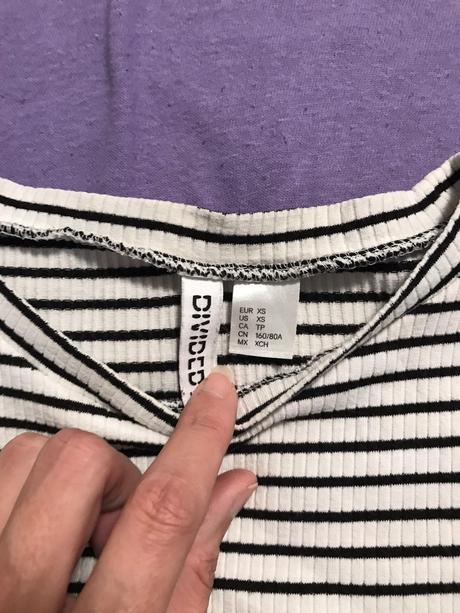 DIVIDED
EUR XS
US XS
CA TP
CN 160/80A
MX XCH